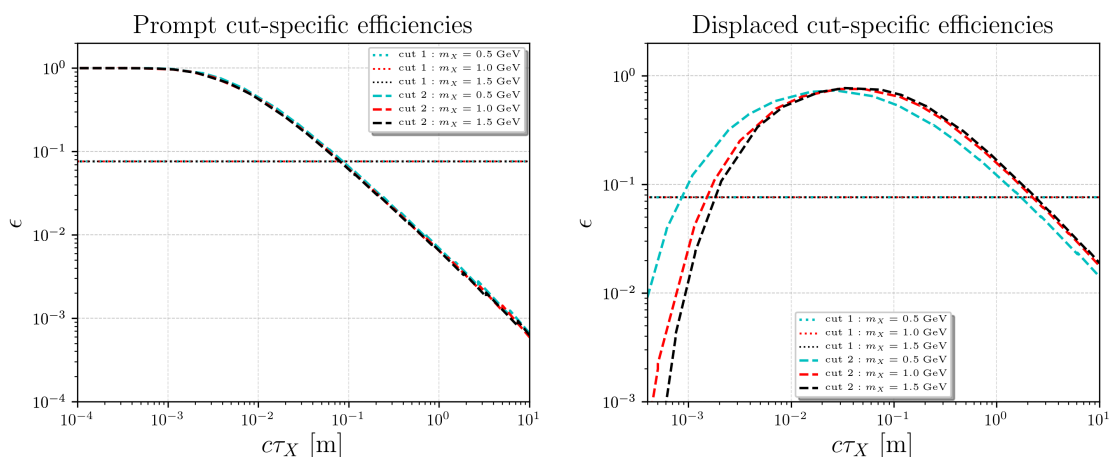 Prompt cut-specific efficiencies
10^0
10^{-1}
10^{-2}
10^{-3}
10^{-4}
ϵ
cut 1 : m_X = 0.5 GeV
cut 1 : m_X = 1.0 GeV
cut 1 : m_X = 1.5 GeV
cut 2 : m_X = 0.5 GeV
cut 2 : m_X = 1.0 GeV
cut 2 : m_X = 1.5 GeV
10^{-4} 10^{-3} 10^{-2} 10^{-1} 10^0 10^1
cτ_X [m]
Displaced cut-specific efficiencies
10^0
10^{-1}
10^{-2}
10^{-3}
ϵ
cut 1 : m_X = 0.5 GeV
cut 1 : m_X = 1.0 GeV
cut 1 : m_X = 1.5 GeV
cut 2 : m_X = 0.5 GeV
cut 2 : m_X = 1.0 GeV
cut 2 : m_X = 1.5 GeV
10^{-3} 10^{-2} 10^{-1} 10^0 10^1
cτ_X [m]